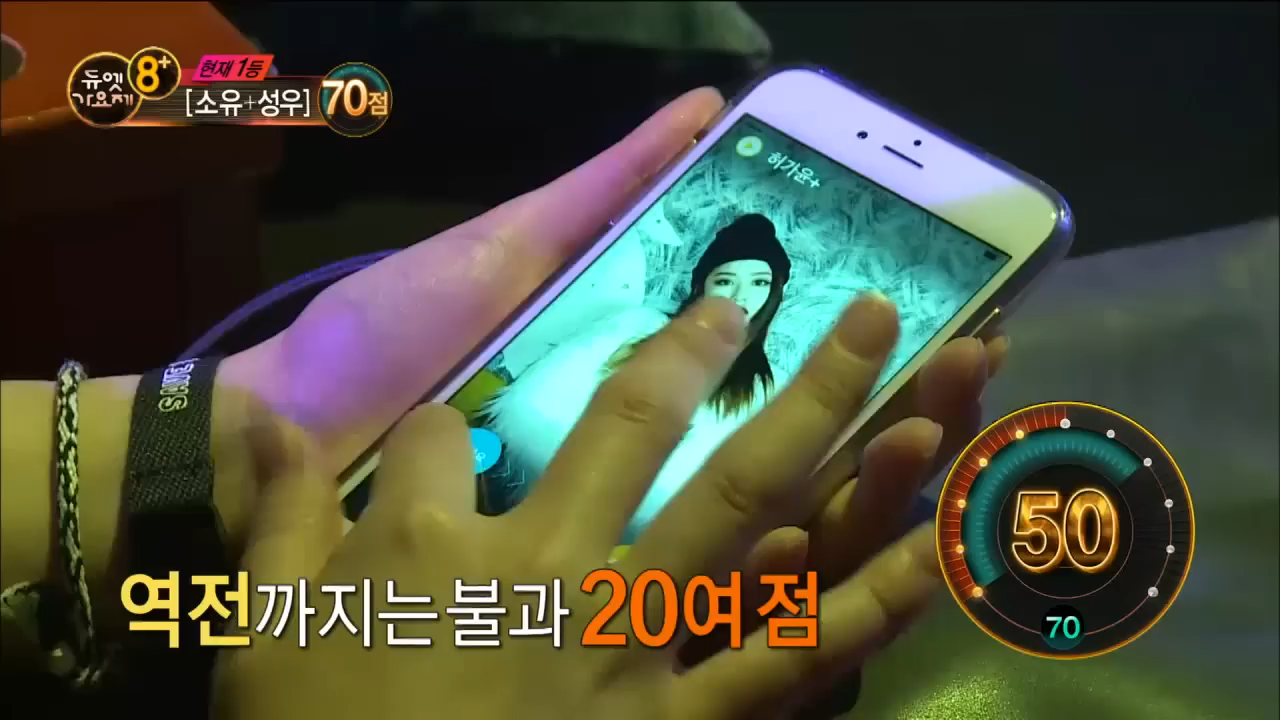 듀엣
가요제
8+
현재 1등
[소유+성우]
70점
허가윤+
50
70
역전까지는 불과 20여 점